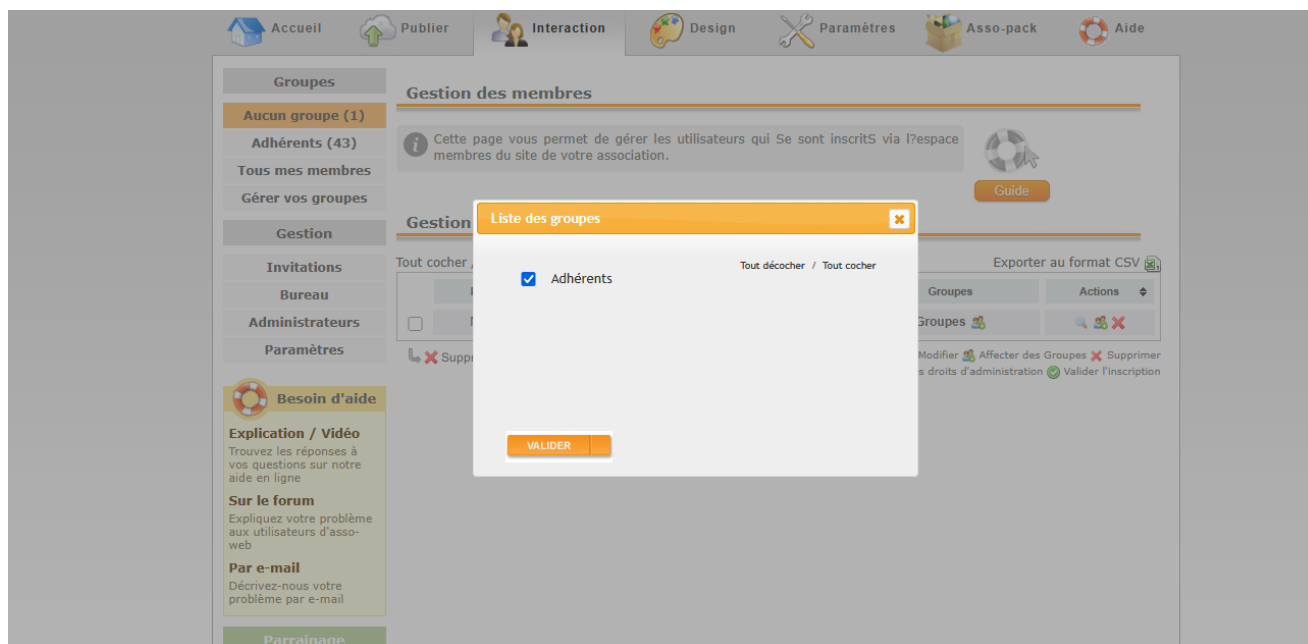 Accueil Publier Interaction Design Paramètres Asso-pack Aide
Groupes
Aucun groupe (1)
Adhérents (43)
Tous mes membres
Gérer vos groupes
Gestion
Invitations
Bureau
Administrateurs
Paramètres
Besoin d'aide
Explication / Vidéo
Trouvez les réponses à
vos questions sur notre
aide en ligne
Sur le forum
Expliquez votre problème
aux utilisateurs d'asso-
web
Par e-mail
Décrivez-nous votre
problème par e-mail
Parrainage
Gestion des membres
Cette page vous permet de gérer les utilisateurs qui Se sont inscritS via l?espace
membres du site de votre association.
Guide
Gestion
Tout cocher
Exporter au format CSV
Groupes Actions
Groupes
Modifier Affecter des Groupes Supprimer
droits d'administration Valider l'inscription
Liste des groupes
Tout décocher / Tout cocher
Adhérents
VALIDER